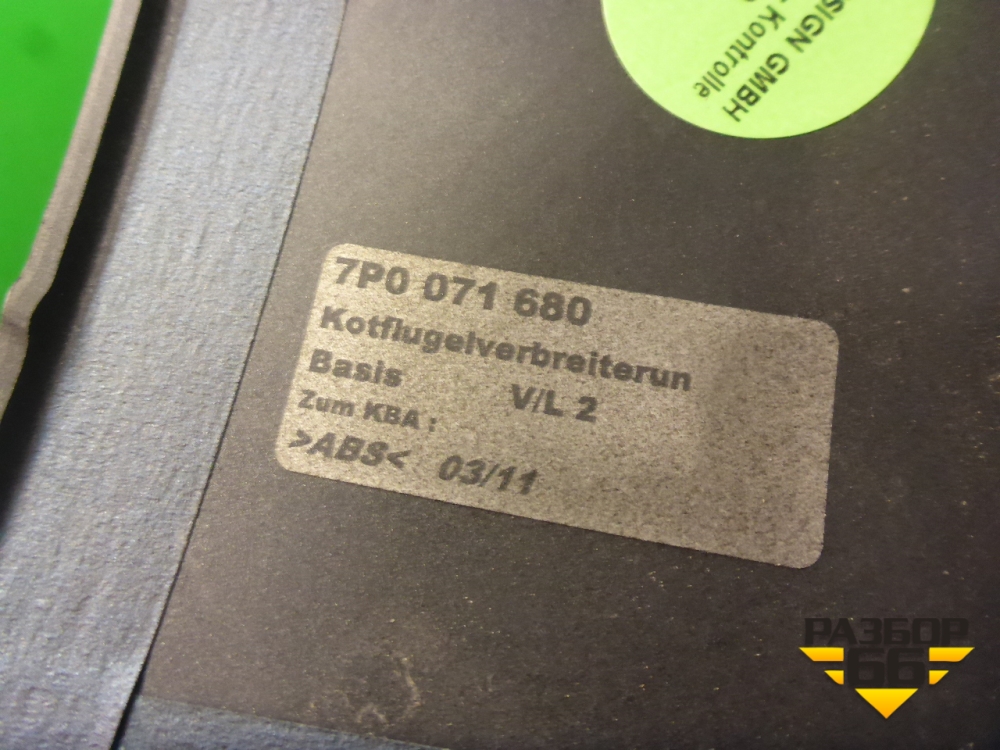 SIGN GMBH
Kontrolle
7P0 071 680
Kotflugelverbreiterun
Basis V/L 2
Zum KBA :
>ABS< 03/11
РАЗБОР
66